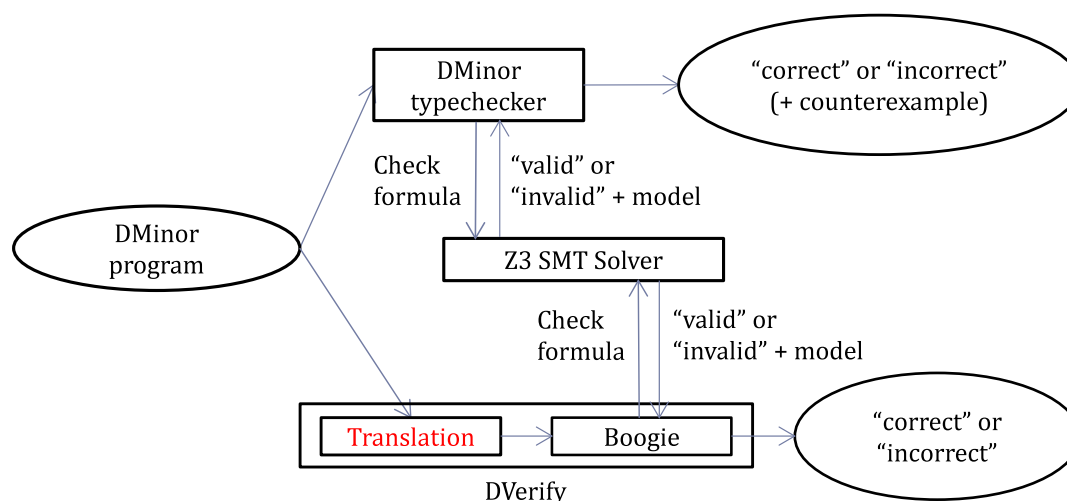 DMinor
typechecker
“correct” or “incorrect”
(+ counterexample)
Check
formula
“valid” or
“invalid” + model
DMinor
program
Z3 SMT Solver
Check
formula
“valid” or
“invalid” + model
Translation
Boogie
“correct” or
“incorrect”
DVerify